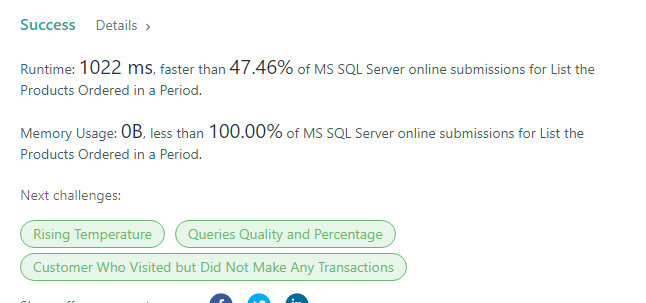 Success Details >
Runtime: 1022 ms, faster than 47.46% of MS SQL Server online submissions for List the
Products Ordered in a Period.
Memory Usage: 0B, less than 100.00% of MS SQL Server online submissions for List the
Products Ordered in a Period.
Next challenges:
Rising Temperature Queries Quality and Percentage
Customer Who Visited but Did Not Make Any Transactions